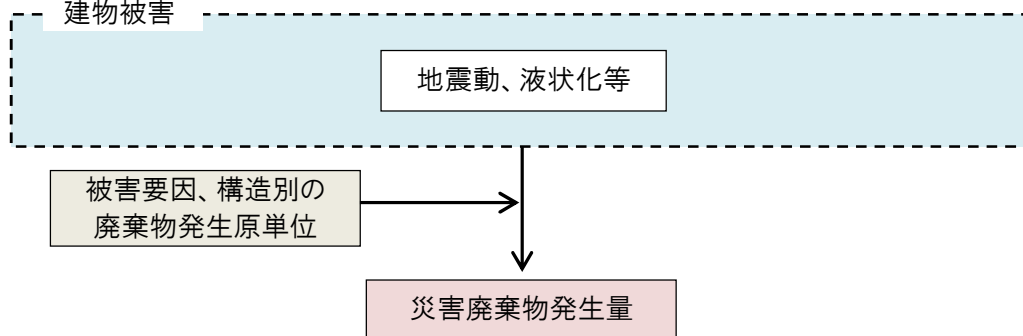 建物被害
地震動、液状化等
被害要因、構造別の
廃棄物発生原単位
災害廃棄物発生量